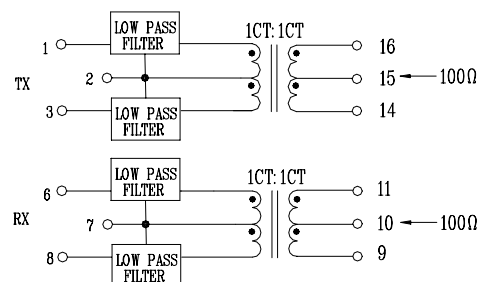 LOW PASS
FILTER
1CT:1CT
1
16
2
15
100Ω
TX
3
14
LOW PASS
FILTER
LOW PASS
FILTER
1CT:1CT
6
11
RX
7
10
100Ω
8
9
LOW PASS
FILTER